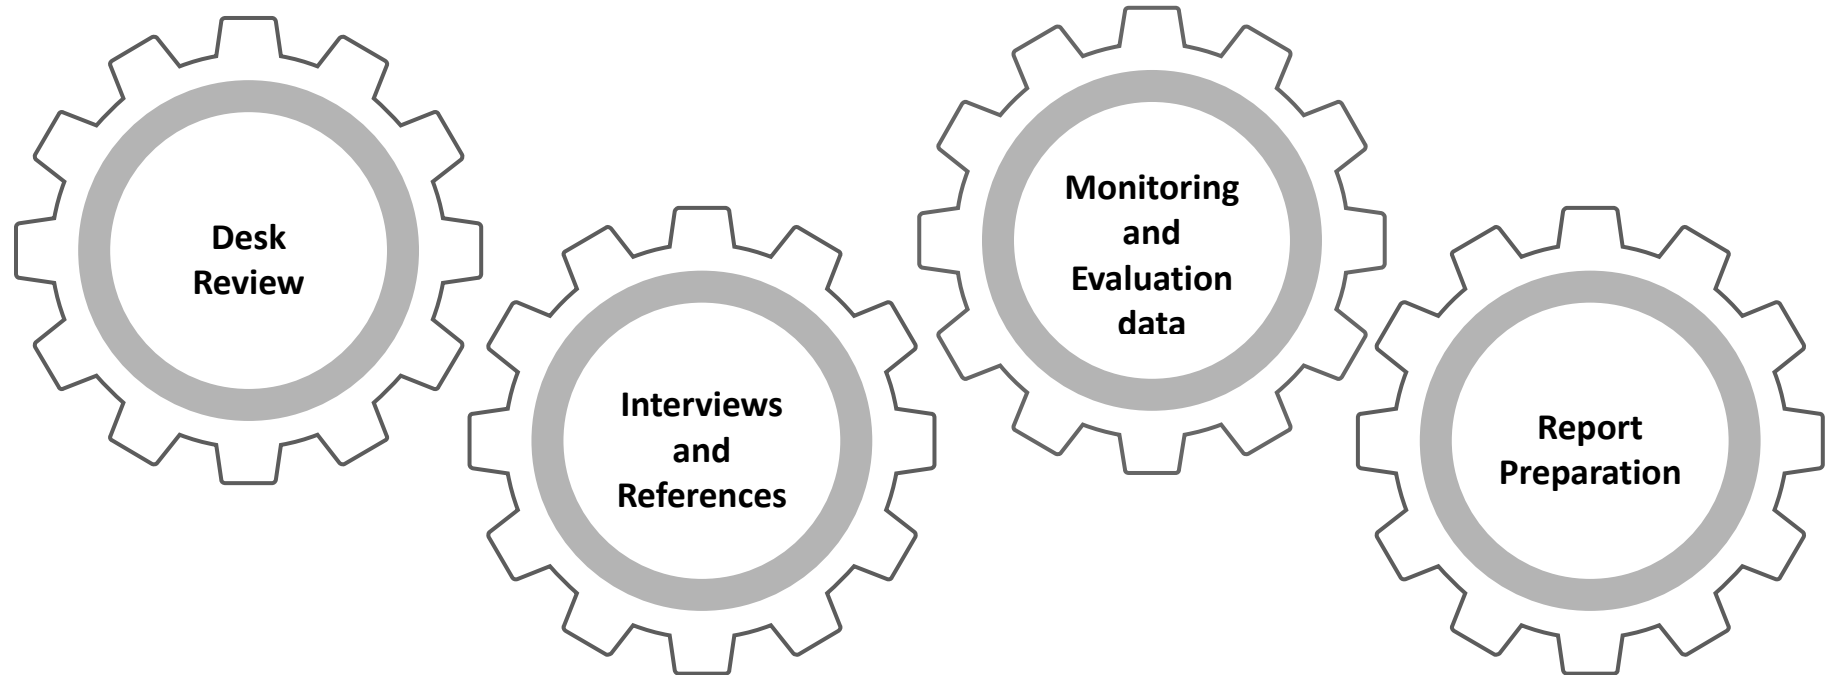 Desk
Review
Interviews
and
References
Monitoring
and
Evaluation
data
Report
Preparation